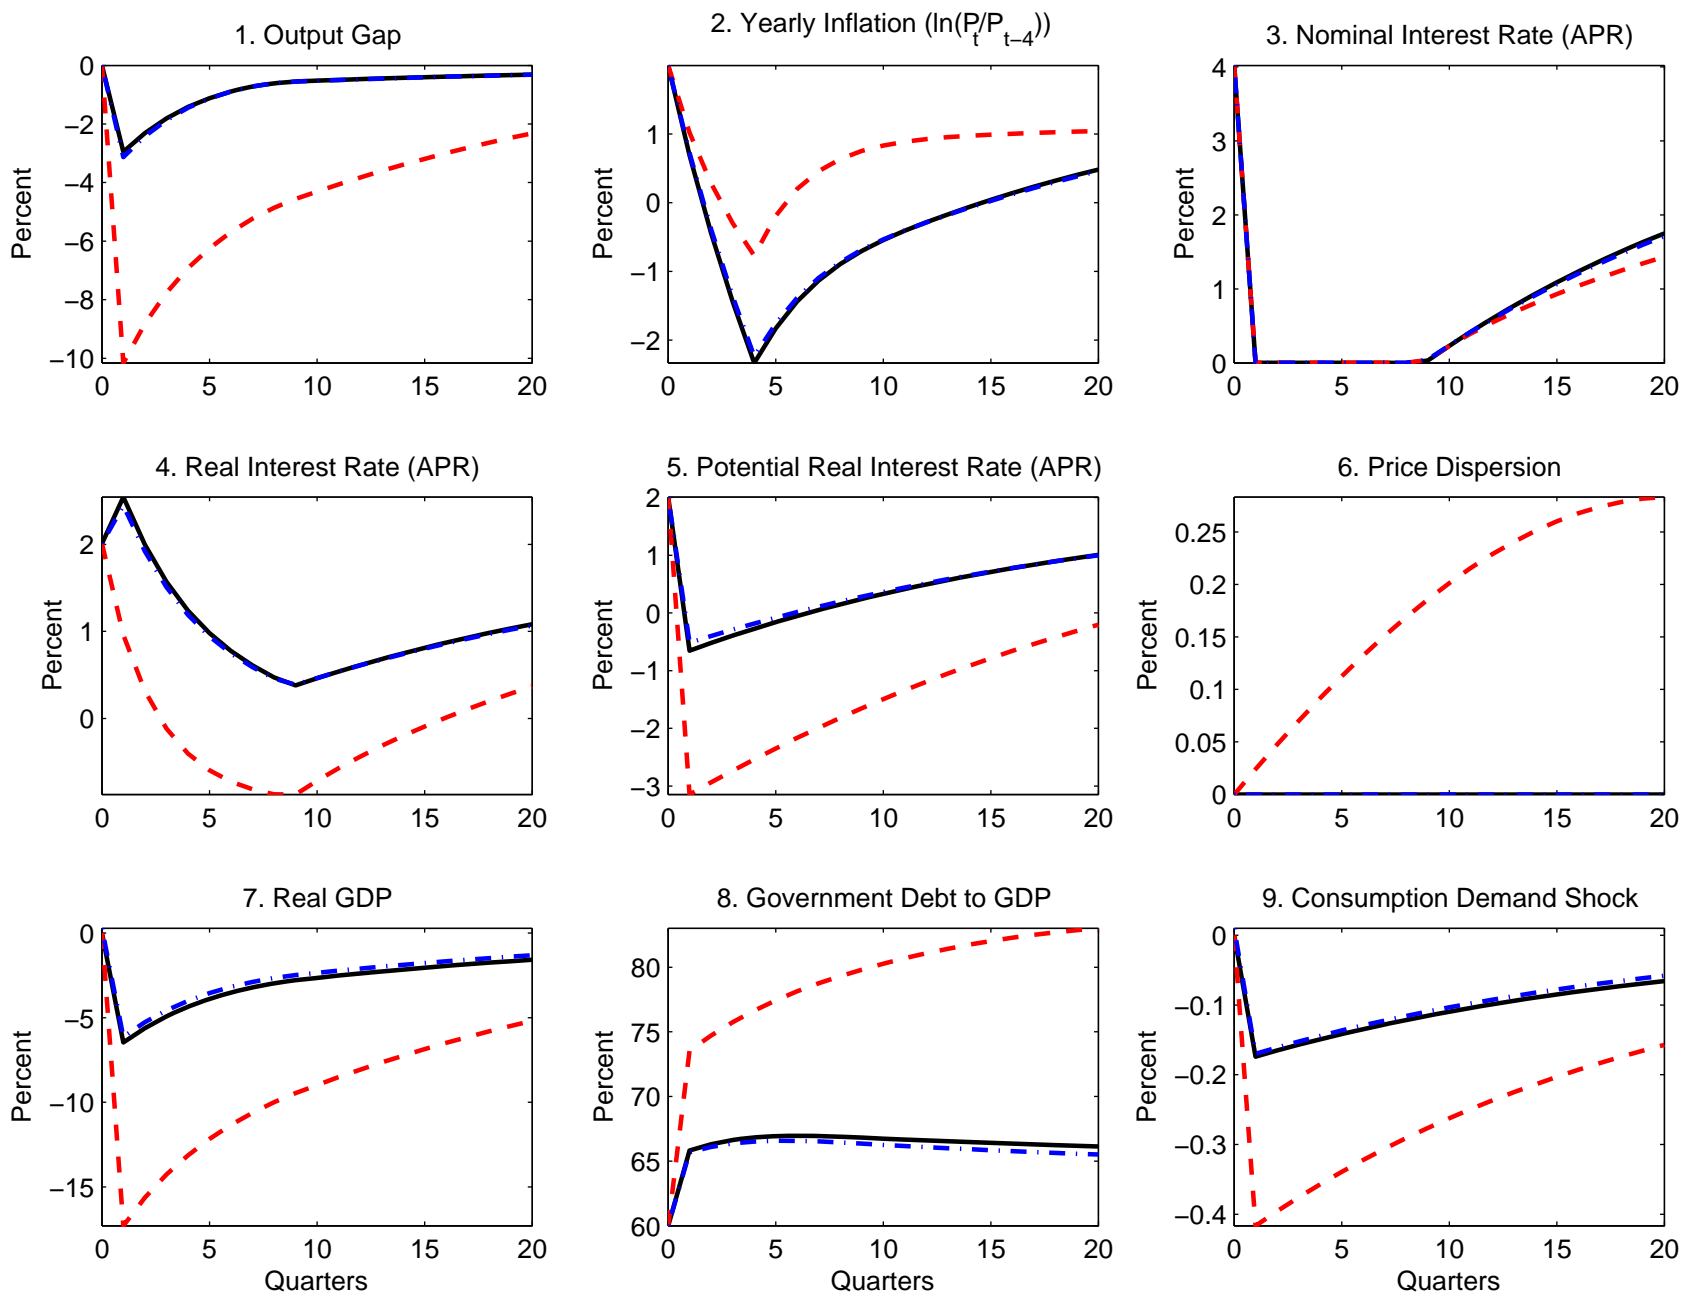 1. Output Gap
2. Yearly Inflation (ln(Pt/Pt−4))
3. Nominal Interest Rate (APR)
Percent
0
−2
−4
−6
−8
−10
0 5 10 15 20
Percent
1
0
−1
−2
0 5 10 15 20
Percent
4
3
2
1
0
0 5 10 15 20
4. Real Interest Rate (APR)
5. Potential Real Interest Rate (APR)
6. Price Dispersion
Percent
2
1
0
0 5 10 15 20
Percent
2
1
0
−1
−2
−3
0 5 10 15 20
Percent
0.25
0.2
0.15
0.1
0.05
0
0 5 10 15 20
7. Real GDP
8. Government Debt to GDP
9. Consumption Demand Shock
Percent
0
−5
−10
−15
0 5 10 15 20
Quarters
Percent
80
75
70
65
60
0 5 10 15 20
Quarters
Percent
0
−0.1
−0.2
−0.3
−0.4
0 5 10 15 20
Quarters